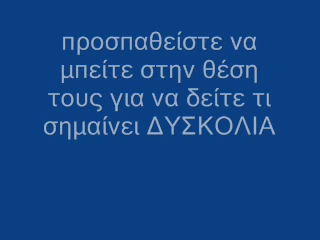 προσπαθείστε να
μπείτε στην θέση
τους για να δείτε τι
σημαίνει ΔΥΣΚΟΛΙΑ